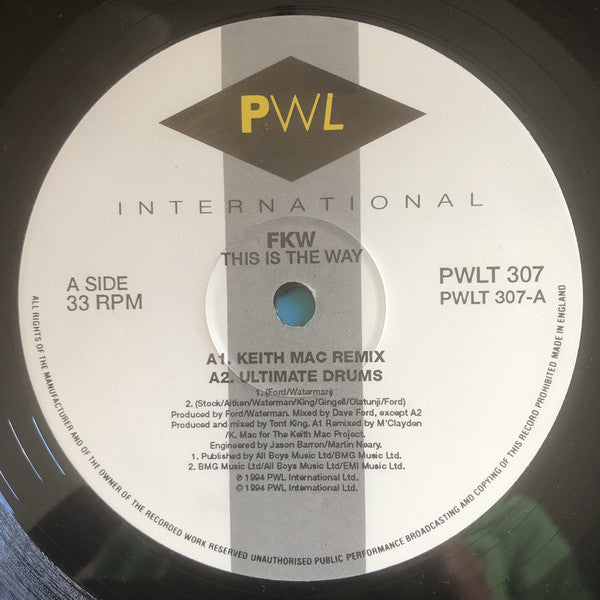 PWL
INTERNATIONAL
FKW
THIS IS THE WAY
A SIDE
33 RPM
PWLT 307
PWLT 307-A
A1. KEITH MAC REMIX
A2. ULTIMATE DRUMS
1. (Ford/Waterman)
2. (Stock/Aitken/Waterman/King/Gingell/Olatunji/Ford)
Produced by Ford/Waterman. Mixed by Dave Ford, except A2
Produced and mixed by Tont King. A1 Remixed by M'Clayden
/K. Mac for The Keith Mac Project.
Engineered by Jason Barron/Martin Neary.
1. Published by All Boys Music Ltd/BMG Music Ltd.
2. BMG Music Ltd/All Boys Music Ltd/EMI Music Ltd.
℗ 1994 PWL International Ltd.
© 1994 PWL International Ltd.
ALL RIGHTS OF THE MANUFACTURER AND OF THE OWNER OF THE RECORDED WORK RESERVED UNAUTHORISED PUBLIC PERFORMANCE BROADCASTING AND COPYING OF THIS RECORD PROHIBITED MADE IN ENGLAND